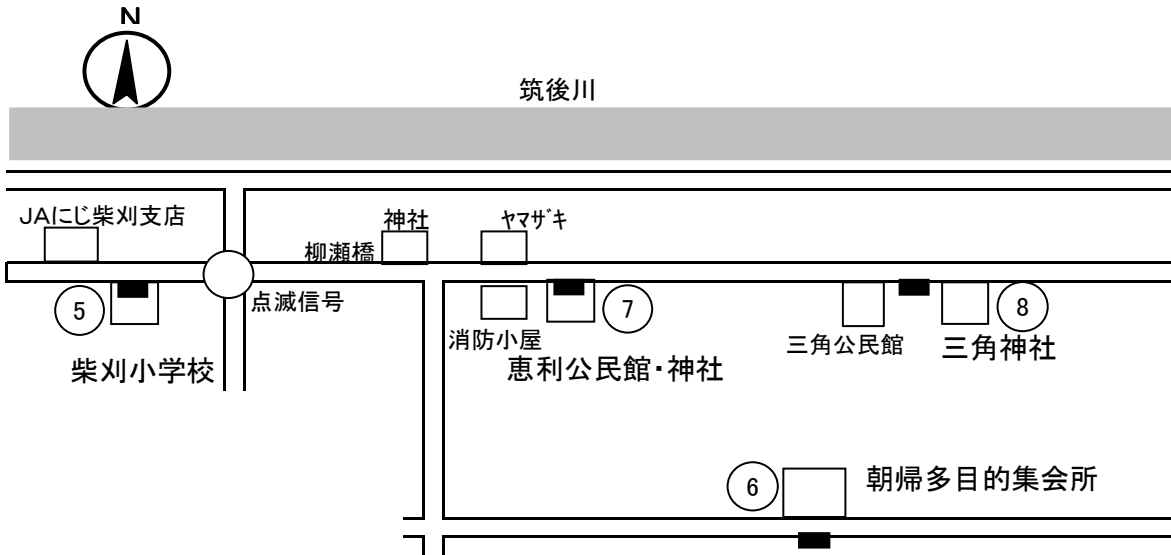 N
筑後川
JAにじ柴刈支店
神社
ヤマザキ
柳瀬橋
点滅信号
5
7
8
消防小屋
三角公民館
三角神社
柴刈小学校
恵利公民館・神社
6
朝帰多目的集会所